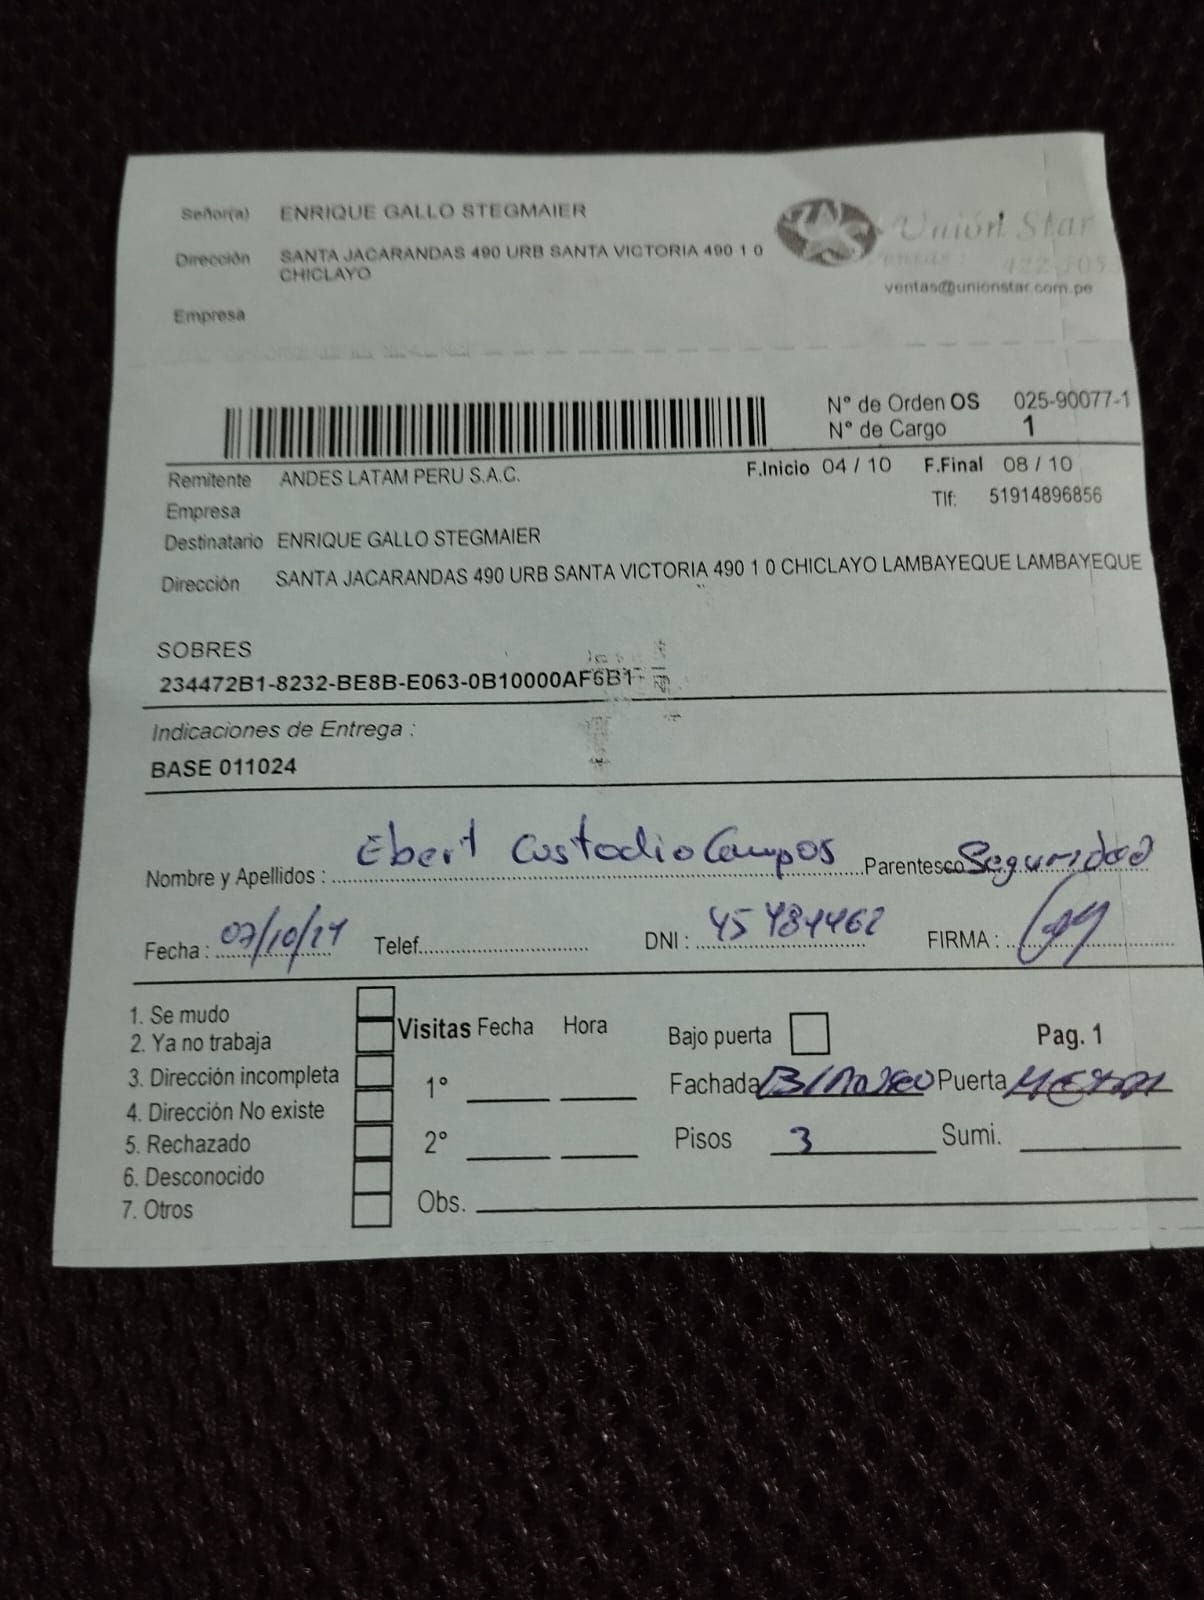 Señor(a) ENRIQUE GALLO STEGMAIER
Unión Star
Dirección SANTA JACARANDAS 490 URB SANTA VICTORIA 490 1 0
CHICLAYO
ventas@unionstar.com.pe
Empresa
N° de Orden OS 025-90077-1
N° de Cargo 1
Remitente ANDES LATAM PERU S.A.C. F.Inicio 04 / 10 F.Final 08 / 10
Empresa Tlf: 51914896856
Destinatario ENRIQUE GALLO STEGMAIER
Dirección SANTA JACARANDAS 490 URB SANTA VICTORIA 490 1 0 CHICLAYO LAMBAYEQUE LAMBAYEQUE
SOBRES
234472B1-8232-BE8B-E063-0B10000AF6B1
Indicaciones de Entrega :
BASE 011024
Nombre y Apellidos : Ebert Custodio Campos Parentesco Seguridad
Fecha : 07/10/24 Telef. DNI : FIRMA :
1. Se mudo
2. Ya no trabaja
3. Dirección incompleta
4. Dirección No existe
5. Rechazado
6. Desconocido
7. Otros
Visitas Fecha Hora
1°
2°
Obs.
Bajo puerta Pag. 1
Fachada Blanco Puerta Metal
Pisos 3 Sumi.